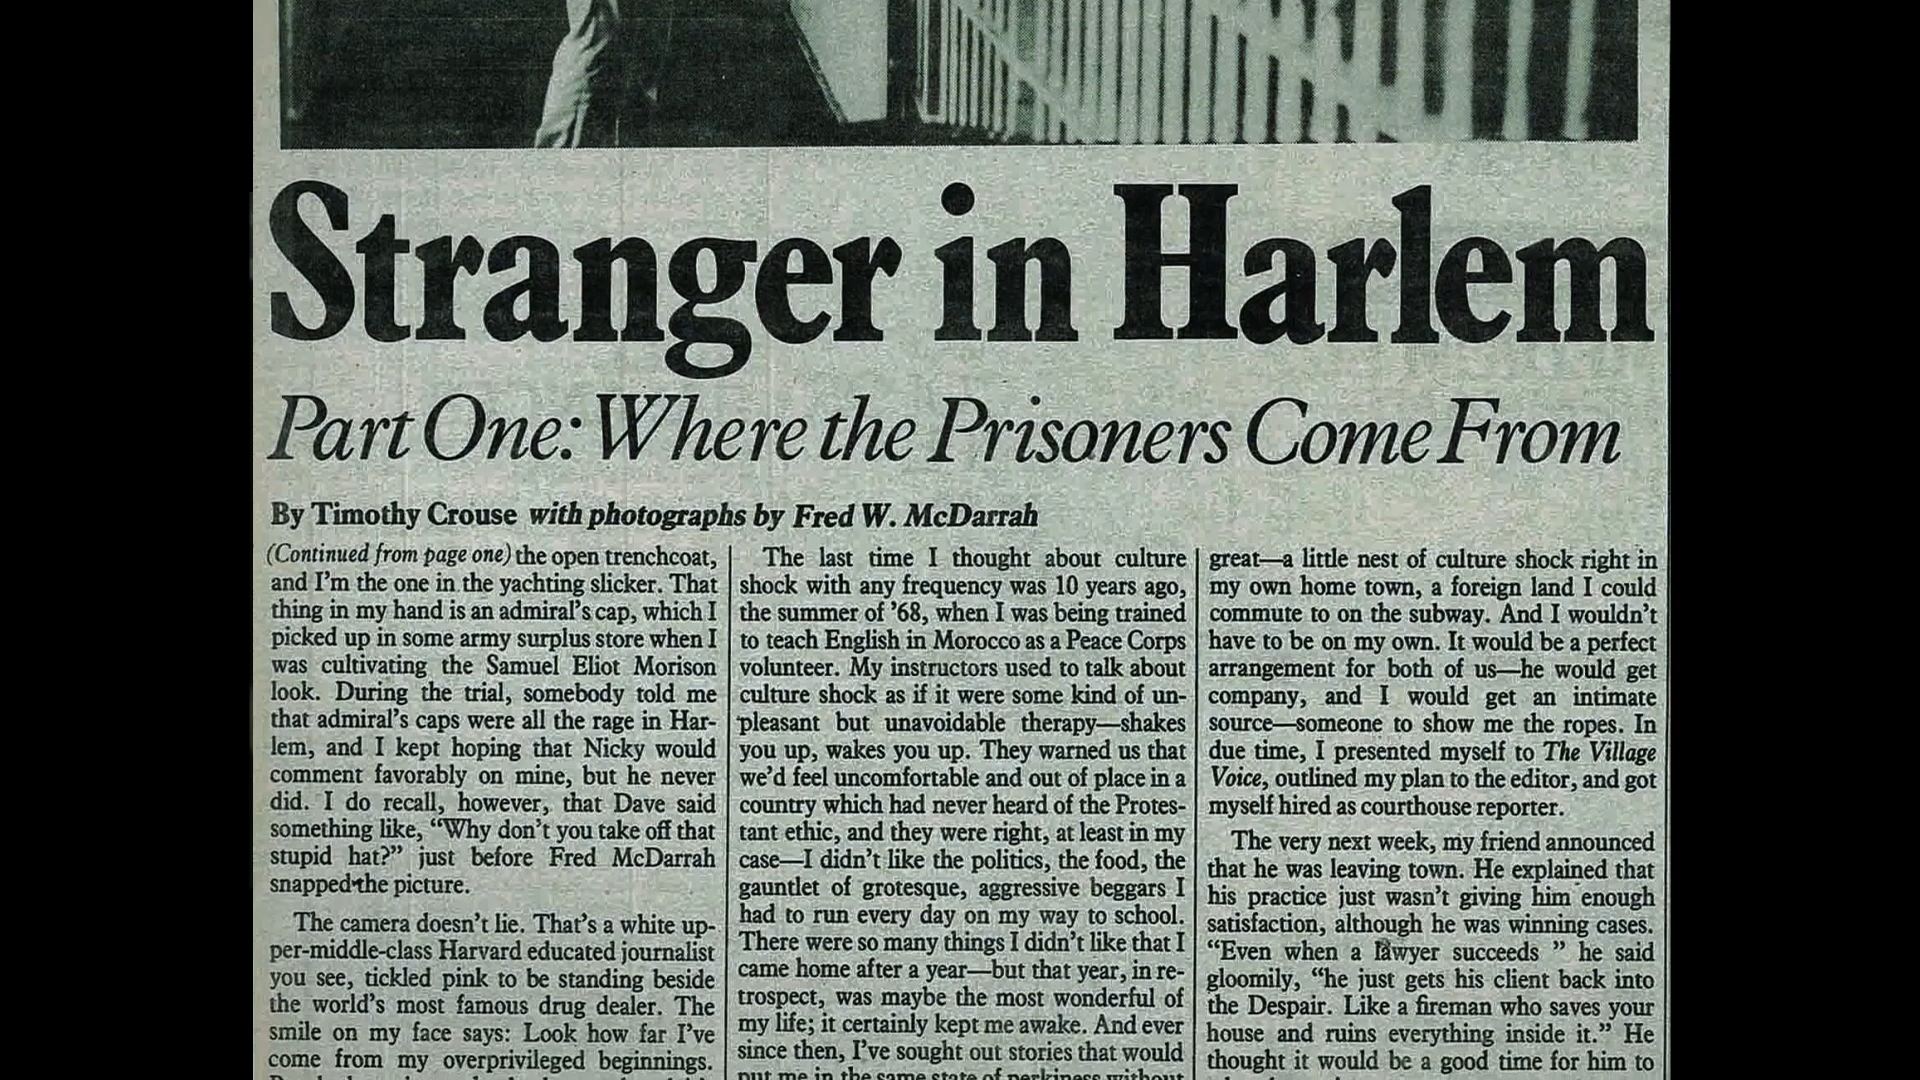 Stranger in Harlem
Part One: Where the Prisoners Come From
By Timothy Crouse with photographs by Fred W. McDarrah
(Continued from page one) the open trenchcoat,
and I'm the one in the yachting slicker. That
thing in my hand is an admiral's cap, which I
picked up in some army surplus store when I
was cultivating the Samuel Eliot Morison
look. During the trial, somebody told me
that admiral's caps were all the rage in Har-
lem, and I kept hoping that Nicky would
comment favorably on mine, but he never
did. I do recall, however, that Dave said
something like, “Why don't you take off that
stupid hat?” just before Fred McDarrah
snapped the picture.
The camera doesn't lie. That's a white up-
per-middle-class Harvard educated journalist
you see, tickled pink to be standing beside
the world's most famous drug dealer. The
smile on my face says: Look how far I've
come from my overprivileged beginnings.
The last time I thought about culture
shock with any frequency was 10 years ago,
the summer of '68, when I was being trained
to teach English in Morocco as a Peace Corps
volunteer. My instructors used to talk about
culture shock as if it were some kind of un-
pleasant but unavoidable therapy—shakes
you up, wakes you up. They warned us that
we'd feel uncomfortable and out of place in a
country which had never heard of the Protes-
tant ethic, and they were right, at least in my
case—I didn't like the politics, the food, the
gauntlet of grotesque, aggressive beggars I
had to run every day on my way to school.
There were so many things I didn't like that I
came home after a year—but that year, in re-
trospect, was maybe the most wonderful of
my life; it certainly kept me awake. And ever
since then, I've sought out stories that would
put me in the same state of perkiness without
great—a little nest of culture shock right in
my own home town, a foreign land I could
commute to on the subway. And I wouldn't
have to be on my own. It would be a perfect
arrangement for both of us—he would get
company, and I would get an intimate
source—someone to show me the ropes. In
due time, I presented myself to The Village
Voice, outlined my plan to the editor, and got
myself hired as courthouse reporter.
The very next week, my friend announced
that he was leaving town. He explained that
his practice just wasn't giving him enough
satisfaction, although he was winning cases.
“Even when a lawyer succeeds ” he said
gloomily, “he just gets his client back into
the Despair. Like a fireman who saves your
house and ruins everything inside it.” He
thought it would be a good time for him to